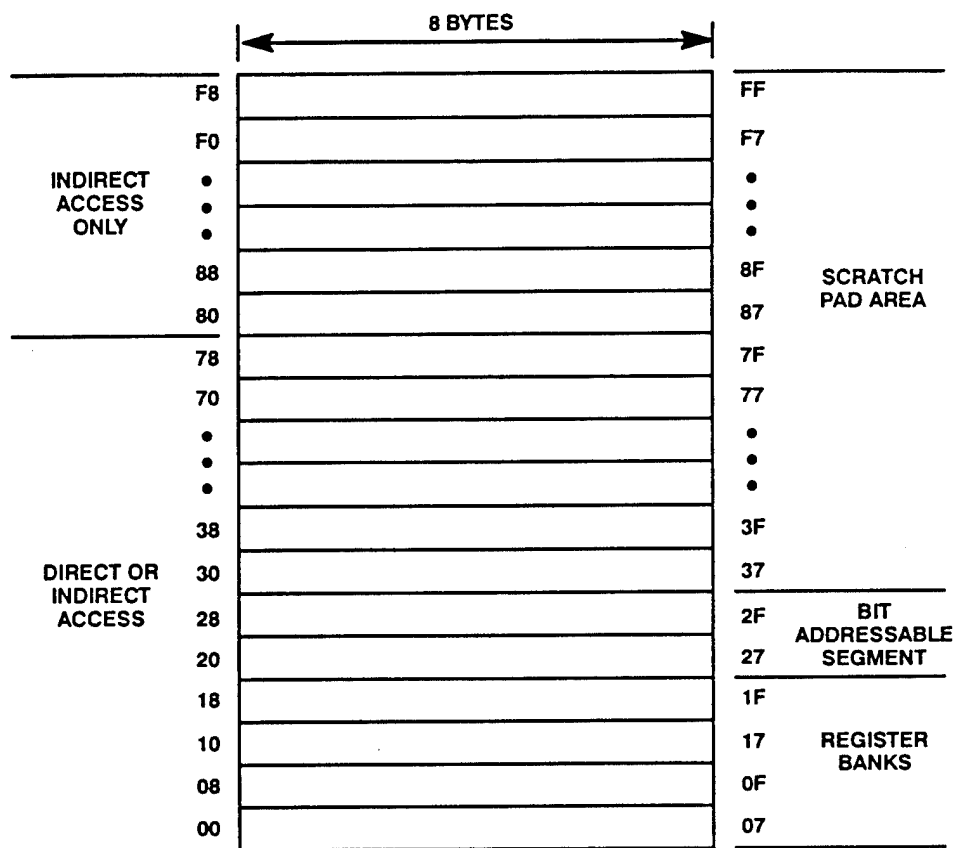 8 BYTES
F8 FF
F0 F7
INDIRECT
ACCESS
ONLY
88 8F
SCRATCH
PAD AREA
80 87
78 7F
70 77
38 3F
DIRECT OR
INDIRECT
ACCESS
30 37
28 2F
BIT
ADDRESSABLE
SEGMENT
20 27
18 1F
10 17
REGISTER
BANKS
08 0F
00 07